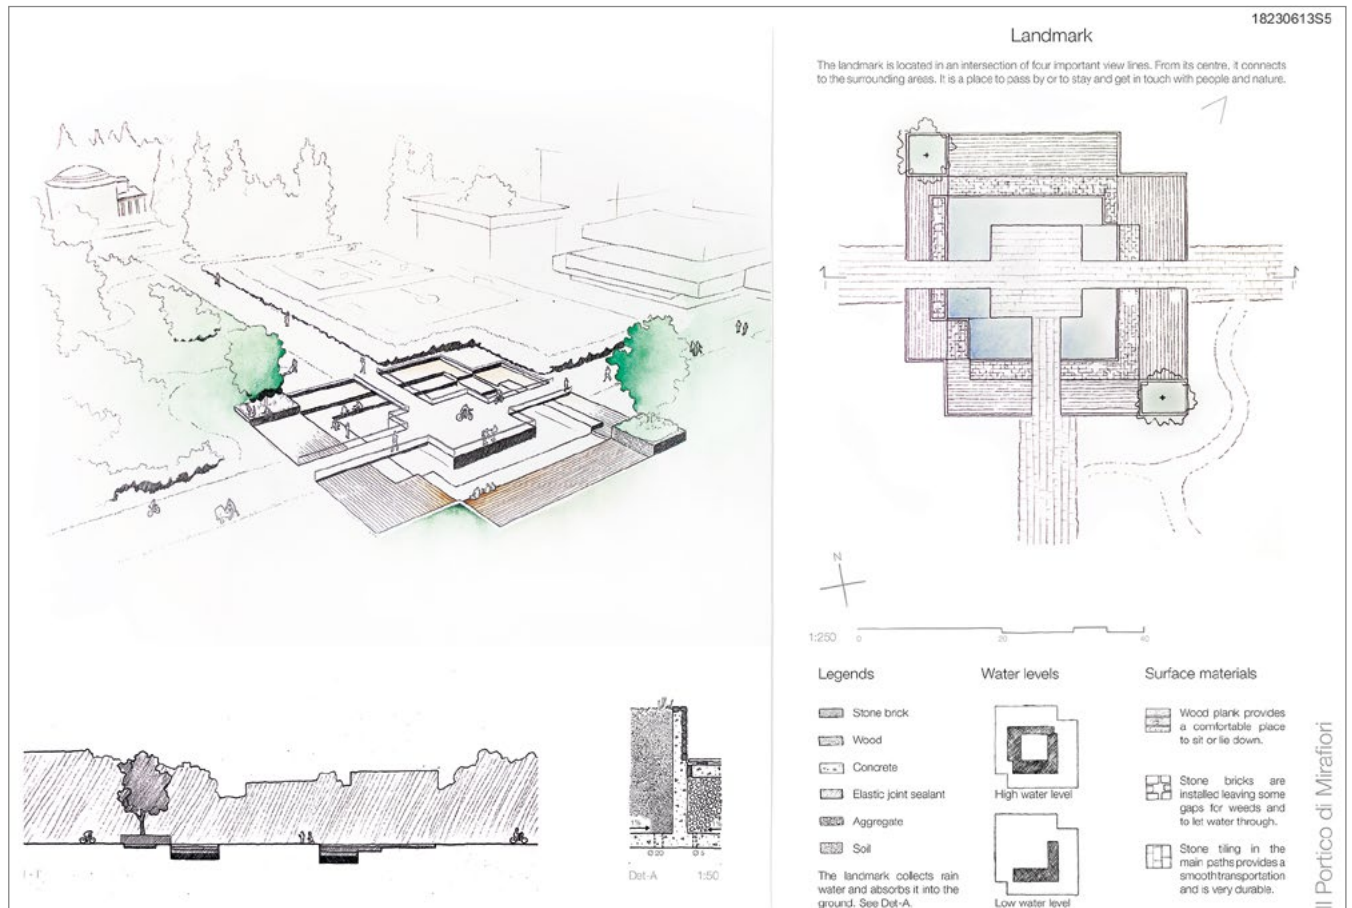 18230613S5
Landmark
The landmark is located in an intersection of four important view lines. From its centre, it connects
to the surrounding areas. It is a place to pass by or to stay and get in touch with people and nature.
N
1:250
0
20
40
Legends
Stone brick
Wood
Concrete
Elastic joint sealant
Aggregate
Soil
The landmark collects rain
water and absorbs it into the
ground. See Det-A.
Water levels
High water level
Low water level
Surface materials
Wood plank provides
a comfortable place
to sit or lie down.
Stone bricks are
installed leaving some
gaps for weeds and
to let water through.
Stone tiling in the
main paths provides a
smoothtransportation
and is very durable.
Il Portico di Mirafiori
I - I'
1%
Det-A
1:50